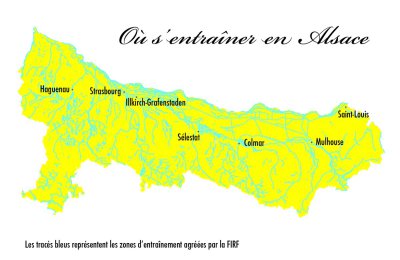 Où s'entraîner en Alsace
Haguenau
Strasbourg
Illkirch-Grafenstaden
Saint-Louis
Sélestat
Colmar
Mulhouse
Les tracés bleus représentent les zones d'entraînement agréées par la FIRF